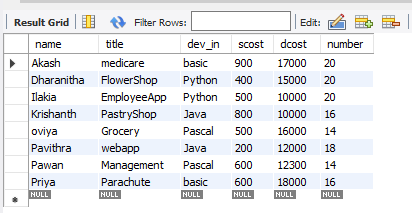 Result Grid Filter Rows: Edit:
name title dev_in scost dcost number
Akash medicare basic 900 17000 20
Dharanitha FlowerShop Python 400 15000 20
Ilakia EmployeeApp Python 500 10000 20
Krishanth PastryShop Java 800 10000 16
oviya Grocery Pascal 500 16000 14
Pavithra webapp Java 200 12000 18
Pawan Management Pascal 600 12300 14
Priya Parachute basic 600 18000 16
NULL NULL NULL NULL NULL NULL